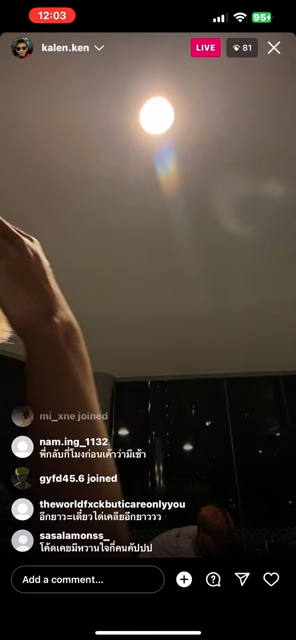 12:03
95+
kalen.ken
LIVE
81
mi_xne joined
nam.ing_1132
พี่กลับกี่โมงก่อนเค้าว่ามีเช้า
gyfd45.6 joined
theworldfxckbuticareonlyyou
อีกยาวะเดี๋ยวได้เคลียอีกยาววว
sasalamonss_
โค้ดเคยมีหวานใจกี่คนคัปปป
Add a comment...